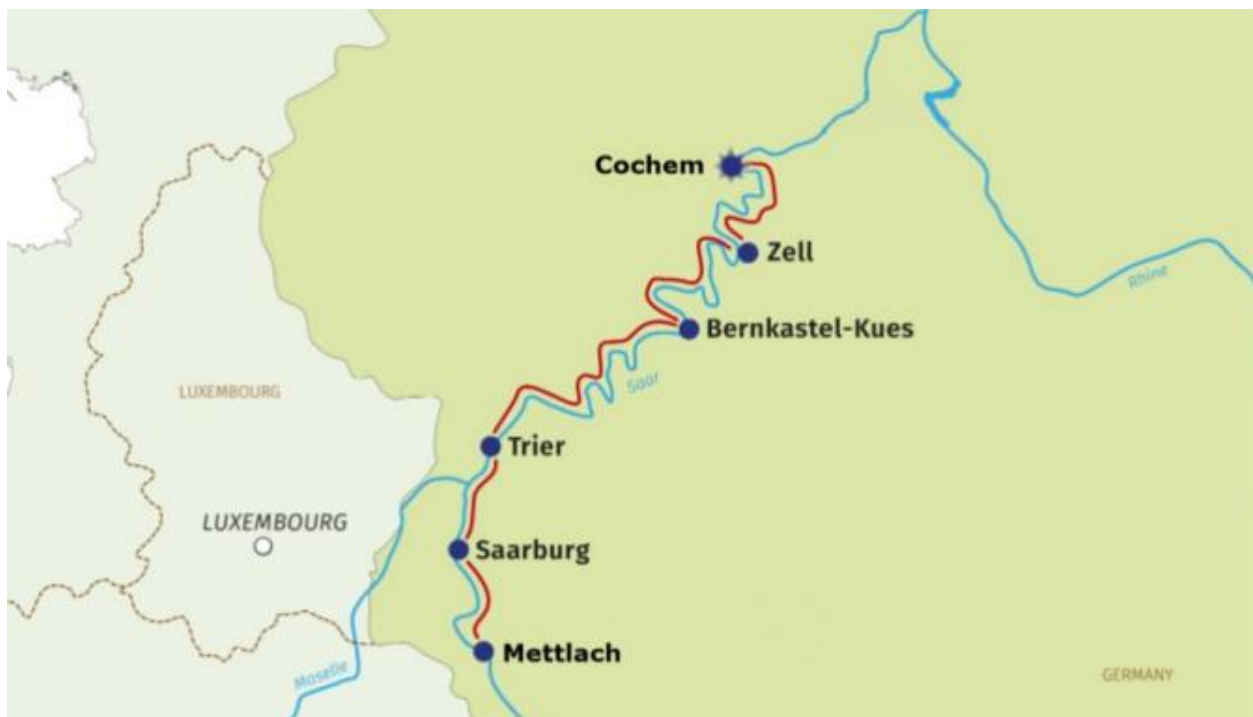 Cochem
Zell
Rhine
Bernkastel-Kues
Saar
LUXEMBOURG
Trier
LUXEMBOURG
Saarburg
Mettlach
Moselle
GERMANY